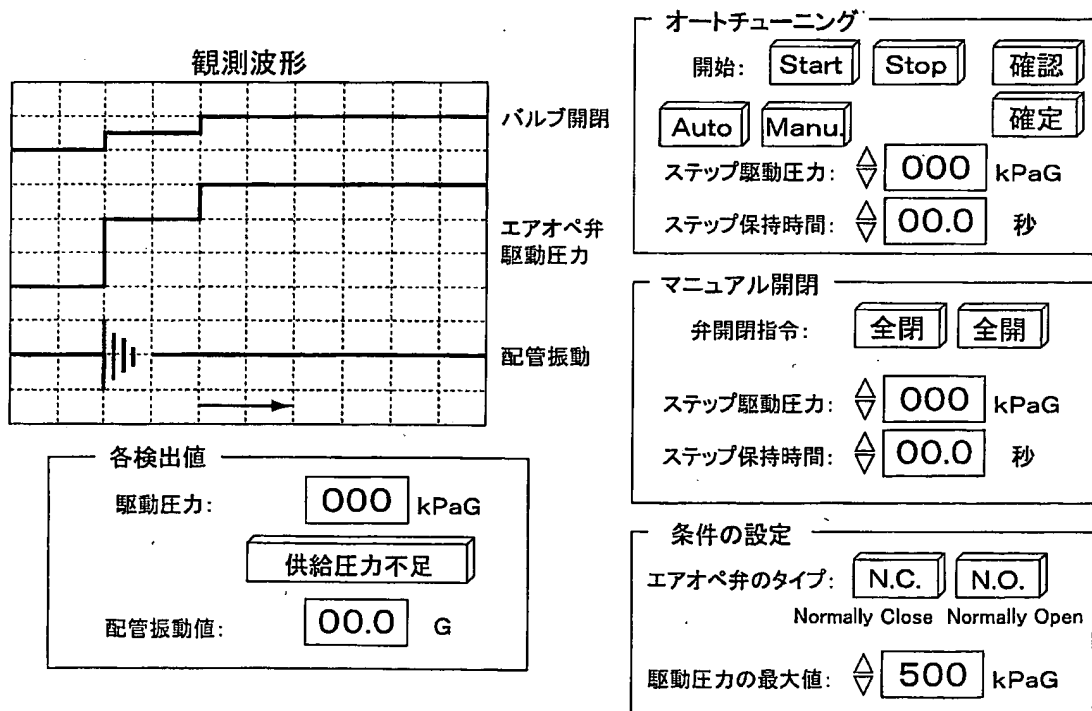 観測波形
バルブ開閉
エアオペ弁
駆動圧力
配管振動
各検出値
駆動圧力: 000 kPaG
供給圧力不足
配管振動値: 00.0 G
オートチューニング
開始: Start Stop 確認
Auto Manu. 確定
ステップ駆動圧力: 000 kPaG
ステップ保持時間: 00.0 秒
マニュアル開閉
弁開閉指令: 全閉 全開
ステップ駆動圧力: 000 kPaG
ステップ保持時間: 00.0 秒
条件の設定
エアオペ弁のタイプ: N.C. N.O.
Normally Close Normally Open
駆動圧力の最大値: 500 kPaG